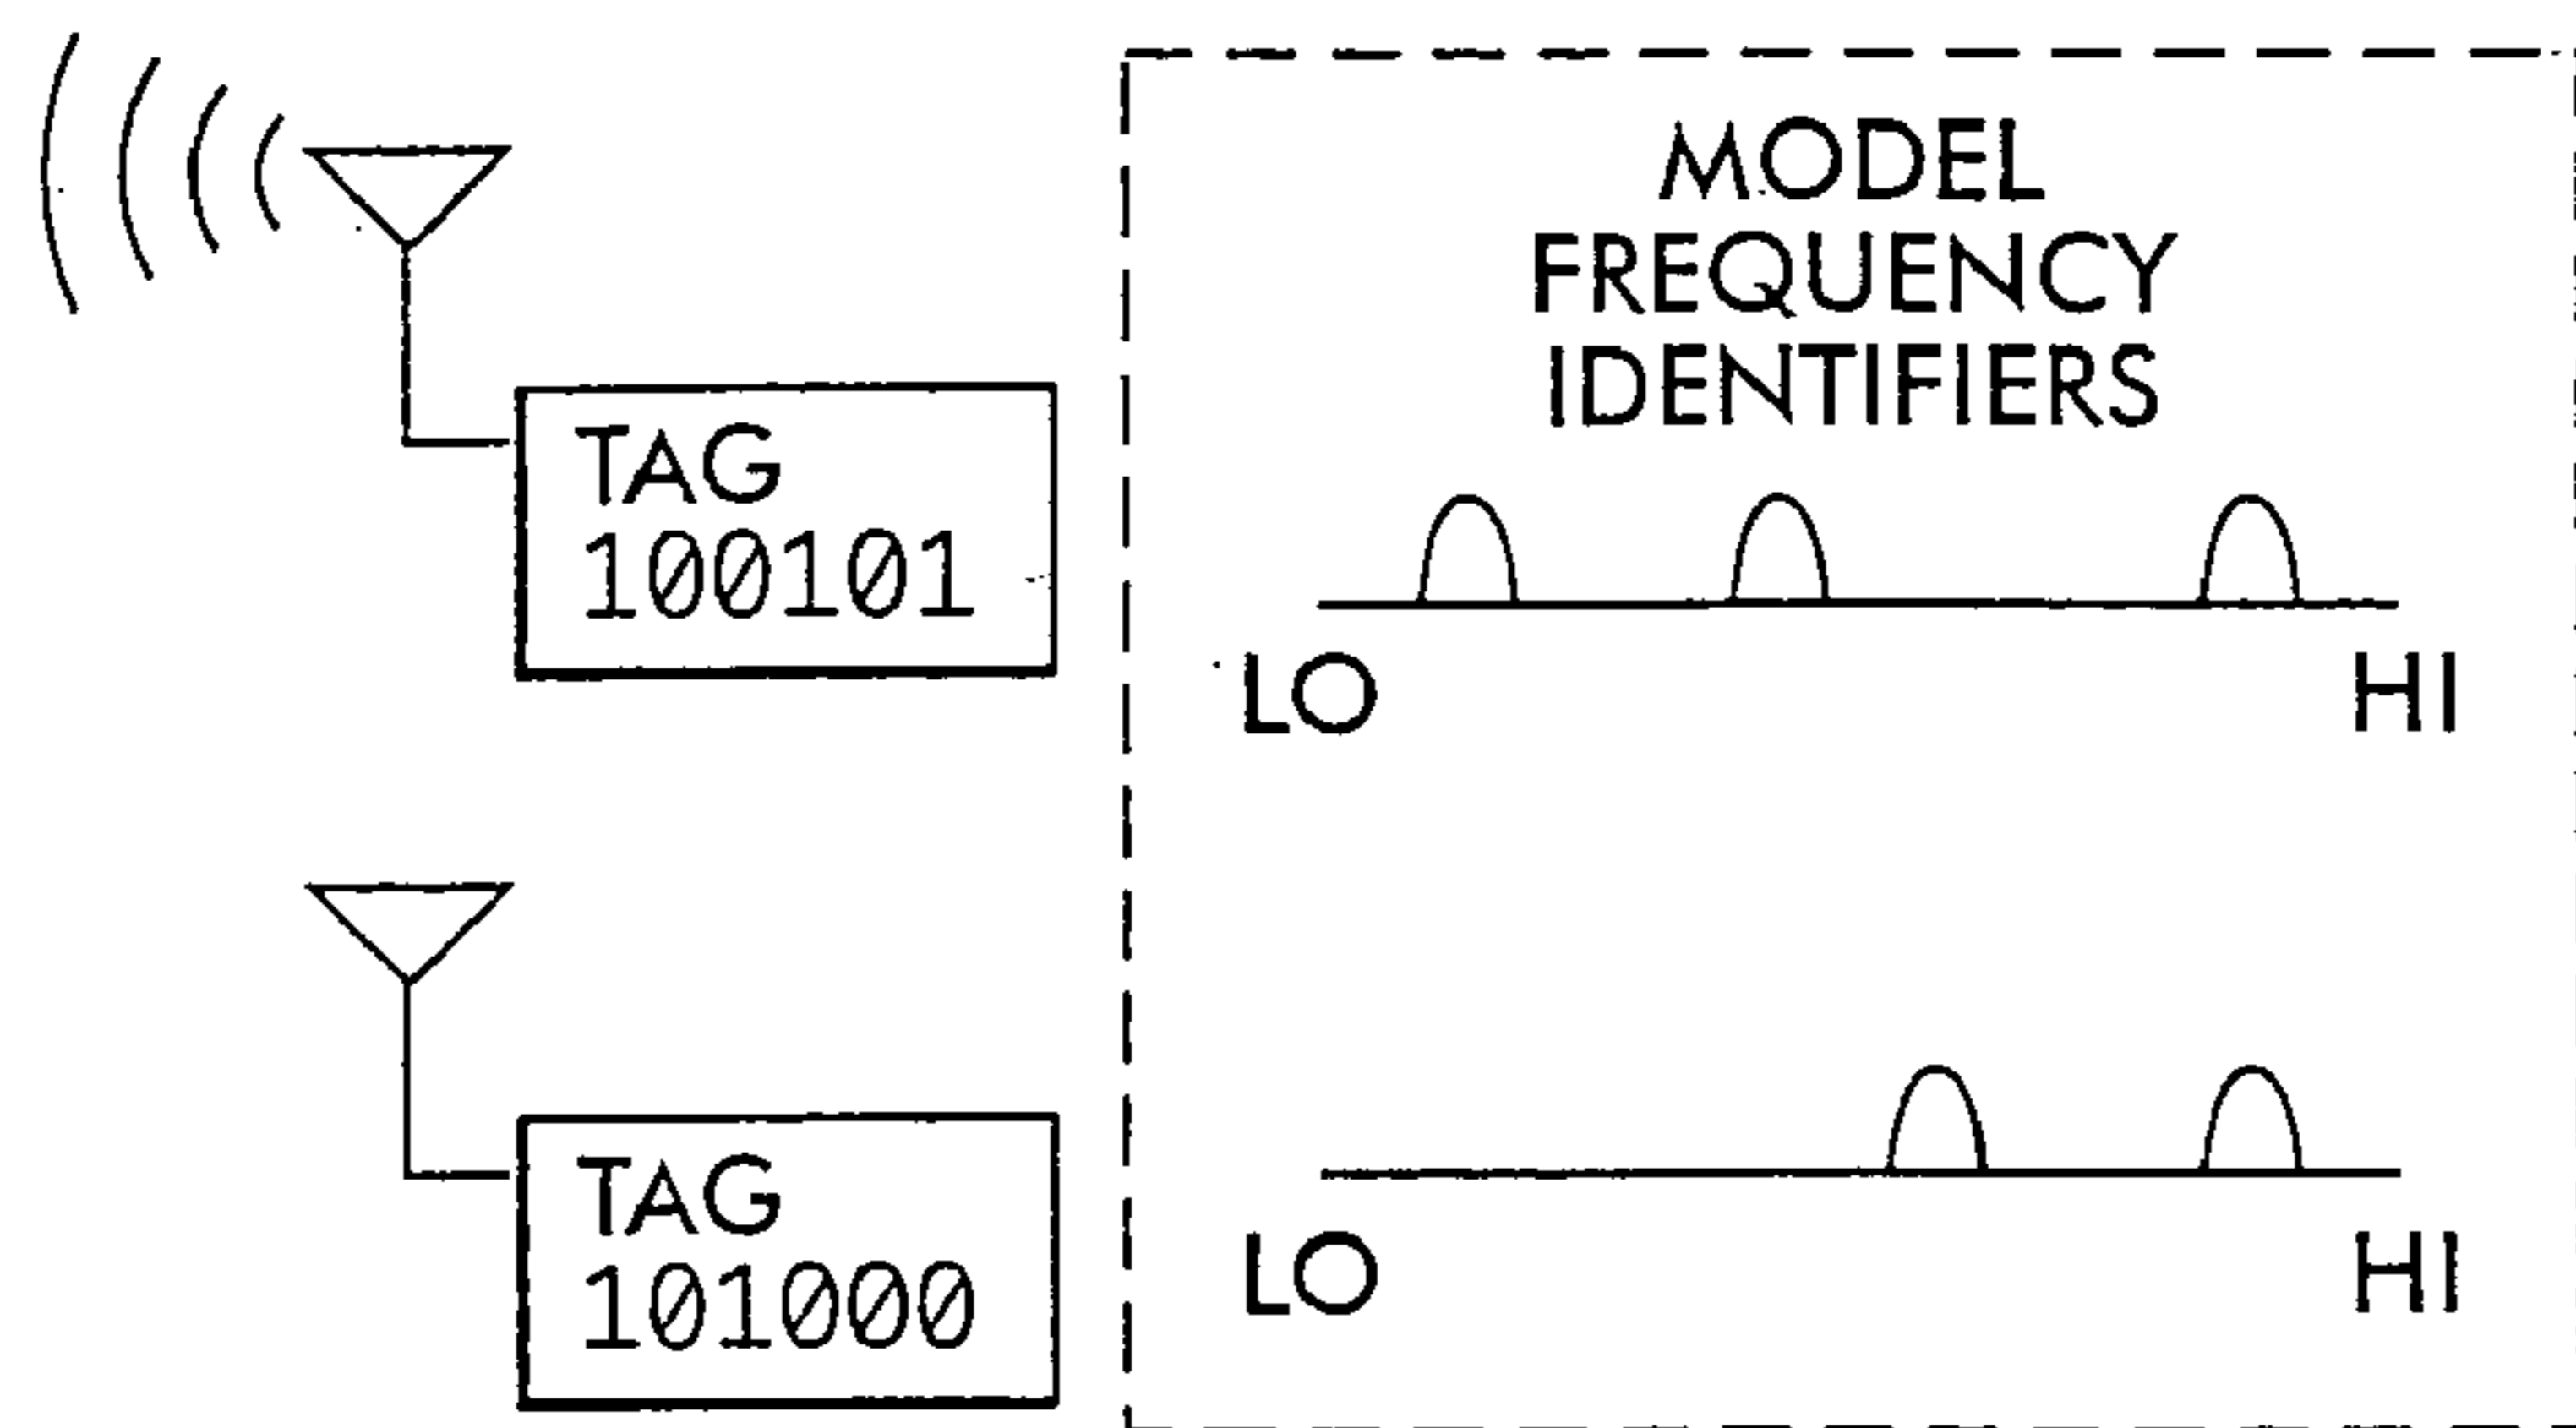 MODEL
FREQUENCY
IDENTIFIERS
TAG
100101
LO
HI
TAG
101000
LO
HI